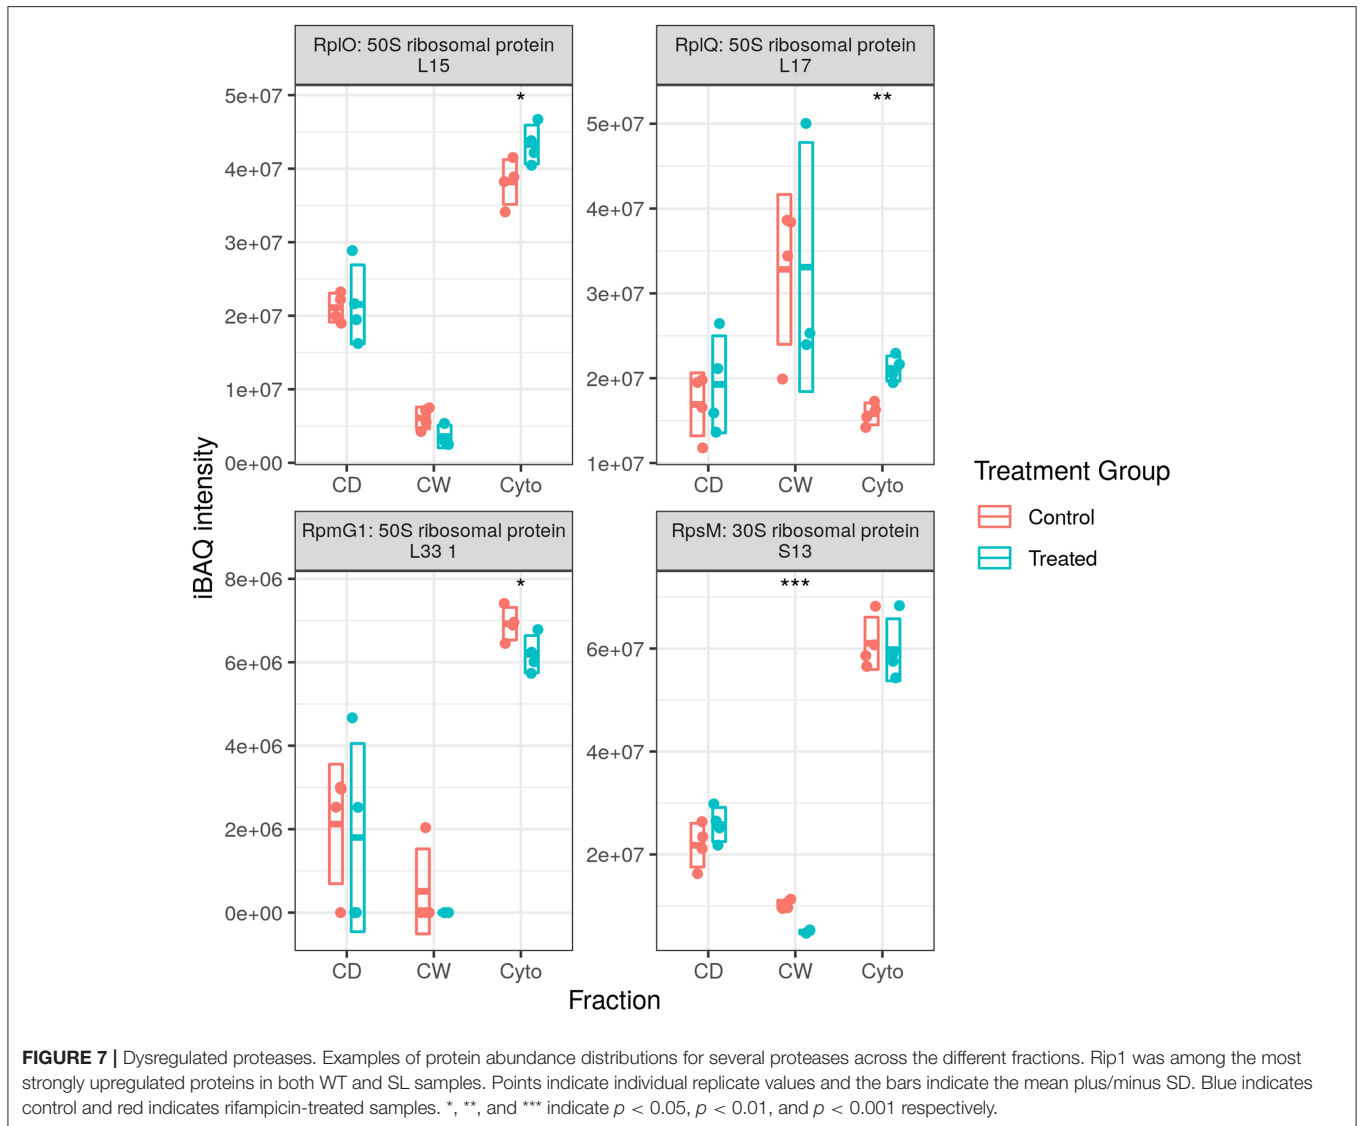 RplO: 50S ribosomal protein
L15
RplQ: 50S ribosomal protein
L17
5e+07
4e+07
3e+07
2e+07
1e+07
0e+00
*
CD
CW
Cyto
5e+07
4e+07
3e+07
2e+07
1e+07
**
CD
CW
Cyto
iBAQ intensity
RpmG1: 50S ribosomal protein
L33 1
RpsM: 30S ribosomal protein
S13
8e+06
6e+06
4e+06
2e+06
0e+00
*
CD
CW
Cyto
6e+07
4e+07
2e+07
***
CD
CW
Cyto
Fraction
Treatment Group
Control
Treated
FIGURE 7 | Dysregulated proteases. Examples of protein abundance distributions for several proteases across the different fractions. Rip1 was among the most
strongly upregulated proteins in both WT and SL samples. Points indicate individual replicate values and the bars indicate the mean plus/minus SD. Blue indicates
control and red indicates rifampicin-treated samples. *, **, and *** indicate p < 0.05, p < 0.01, and p < 0.001 respectively.